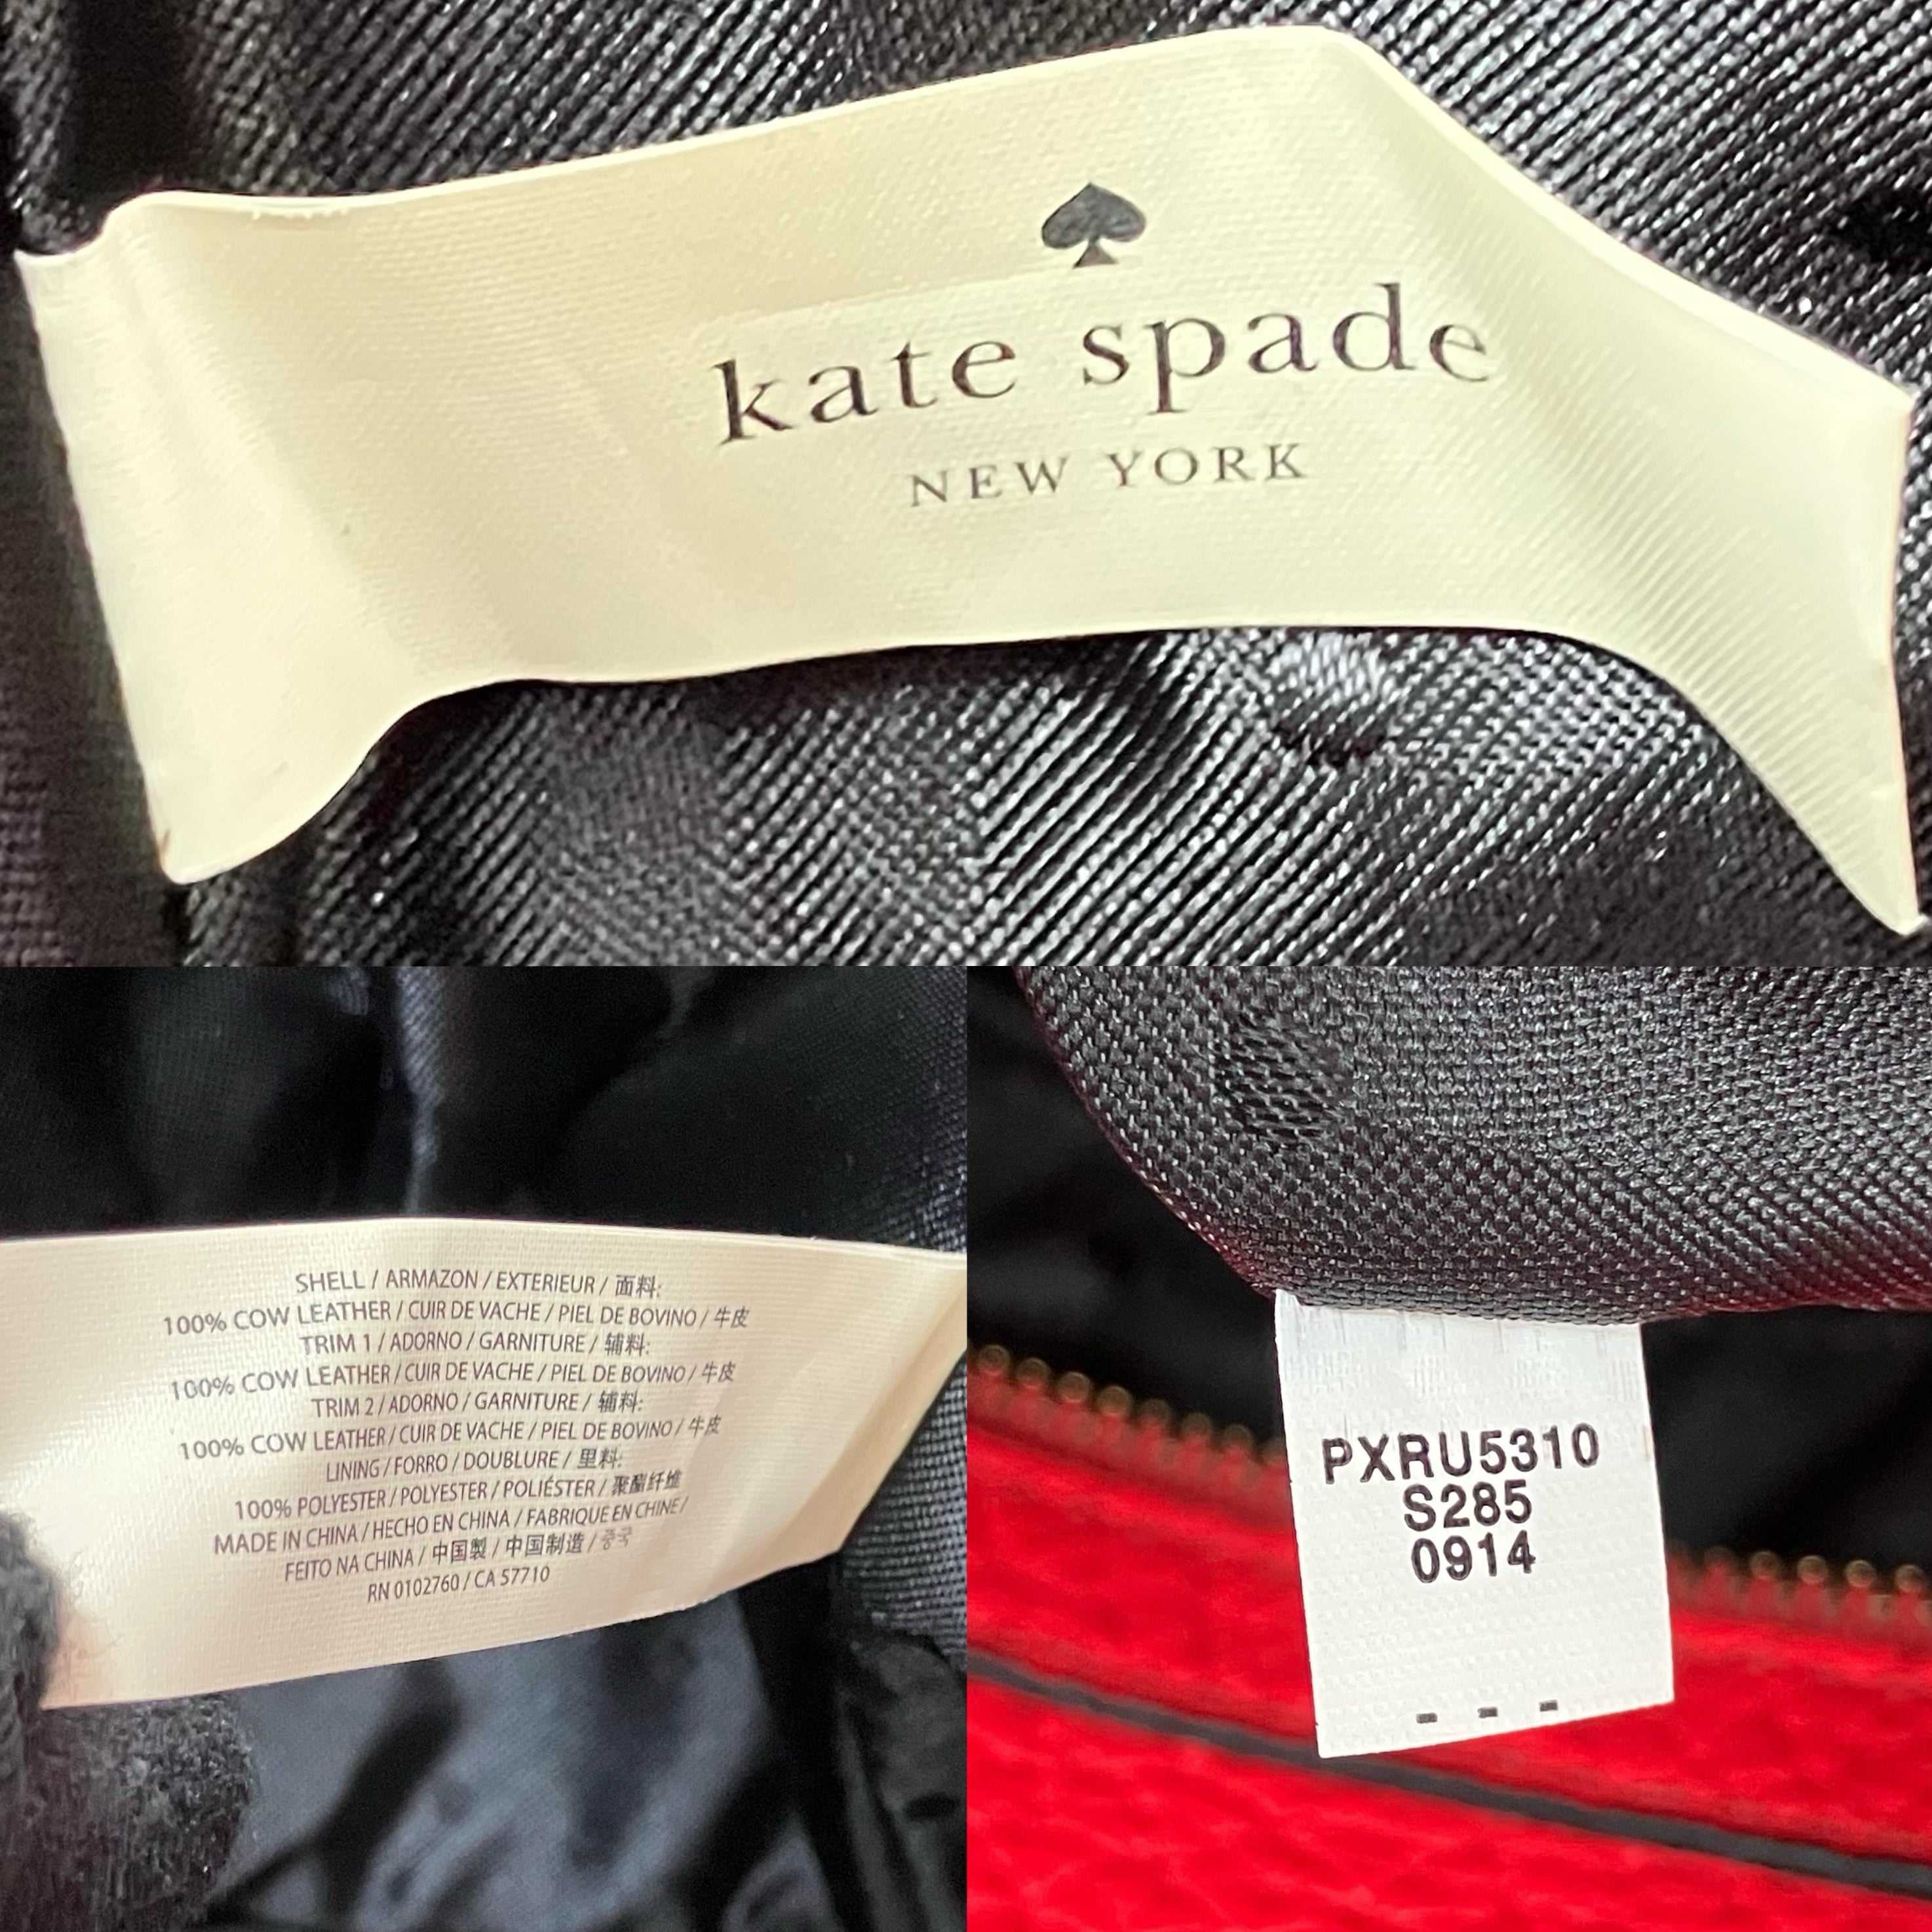 kate spade
NEW YORK
SHELL / ARMAZON / EXTERIEUR / 面料:
100% COW LEATHER / CUIR DE VACHE / PIEL DE BOVINO / 牛皮
TRIM 1 / ADORNO / GARNITURE / 辅料:
100% COW LEATHER / CUIR DE VACHE / PIEL DE BOVINO / 牛皮
TRIM 2 / ADORNO / GARNITURE / 辅料:
100% COW LEATHER / CUIR DE VACHE / PIEL DE BOVINO / 牛皮
LINING / FORRO / DOUBLURE / 里料:
100% POLYESTER / POLYESTER / POLIÉSTER / 聚酯纤维
MADE IN CHINA / HECHO EN CHINA / FABRIQUE EN CHINE /
FEITO NA CHINA / 中国製 / 中国制造 / 중국
RN 0102760 / CA 57710
PXRU5310
S285
0914